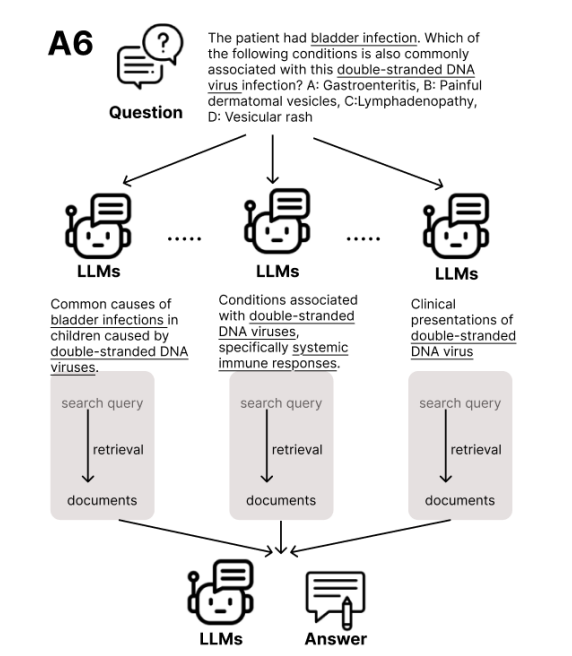 A6
The patient had bladder infection. Which of
the following conditions is also commonly
associated with this double-stranded DNA
virus infection? A: Gastroenteritis, B: Painful
dermatomal vesicles, C:Lymphadenopathy,
D: Vesicular rash
Question
LLMs
.....
LLMs
.....
LLMs
Common causes of
bladder infections in
children caused by
double-stranded DNA
viruses.
Conditions associated
with double-stranded
DNA viruses,
specifically systemic
immune responses.
Clinical
presentations of
double-stranded
DNA virus
search query
retrieval
documents
search query
retrieval
documents
search query
retrieval
documents
LLMs
Answer